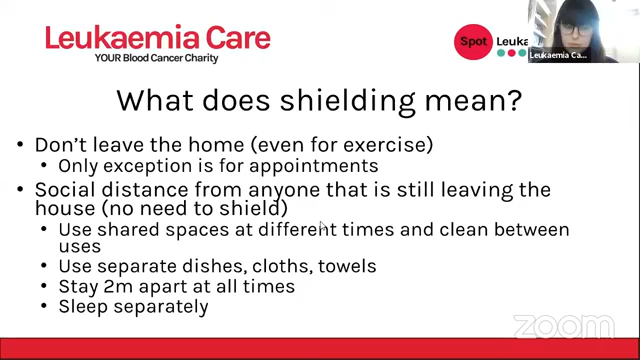 Leukaemia Care
YOUR Blood Cancer Charity
Spot
Leuka
Leukaemia Ca...
What does shielding mean?
• Don't leave the home (even for exercise)
• Only exception is for appointments
• Social distance from anyone that is still leaving the
house (no need to shield)
• Use shared spaces at different times and clean between
uses
• Use separate dishes, cloths, towels
• Stay 2m apart at all times
• Sleep separately
zoom